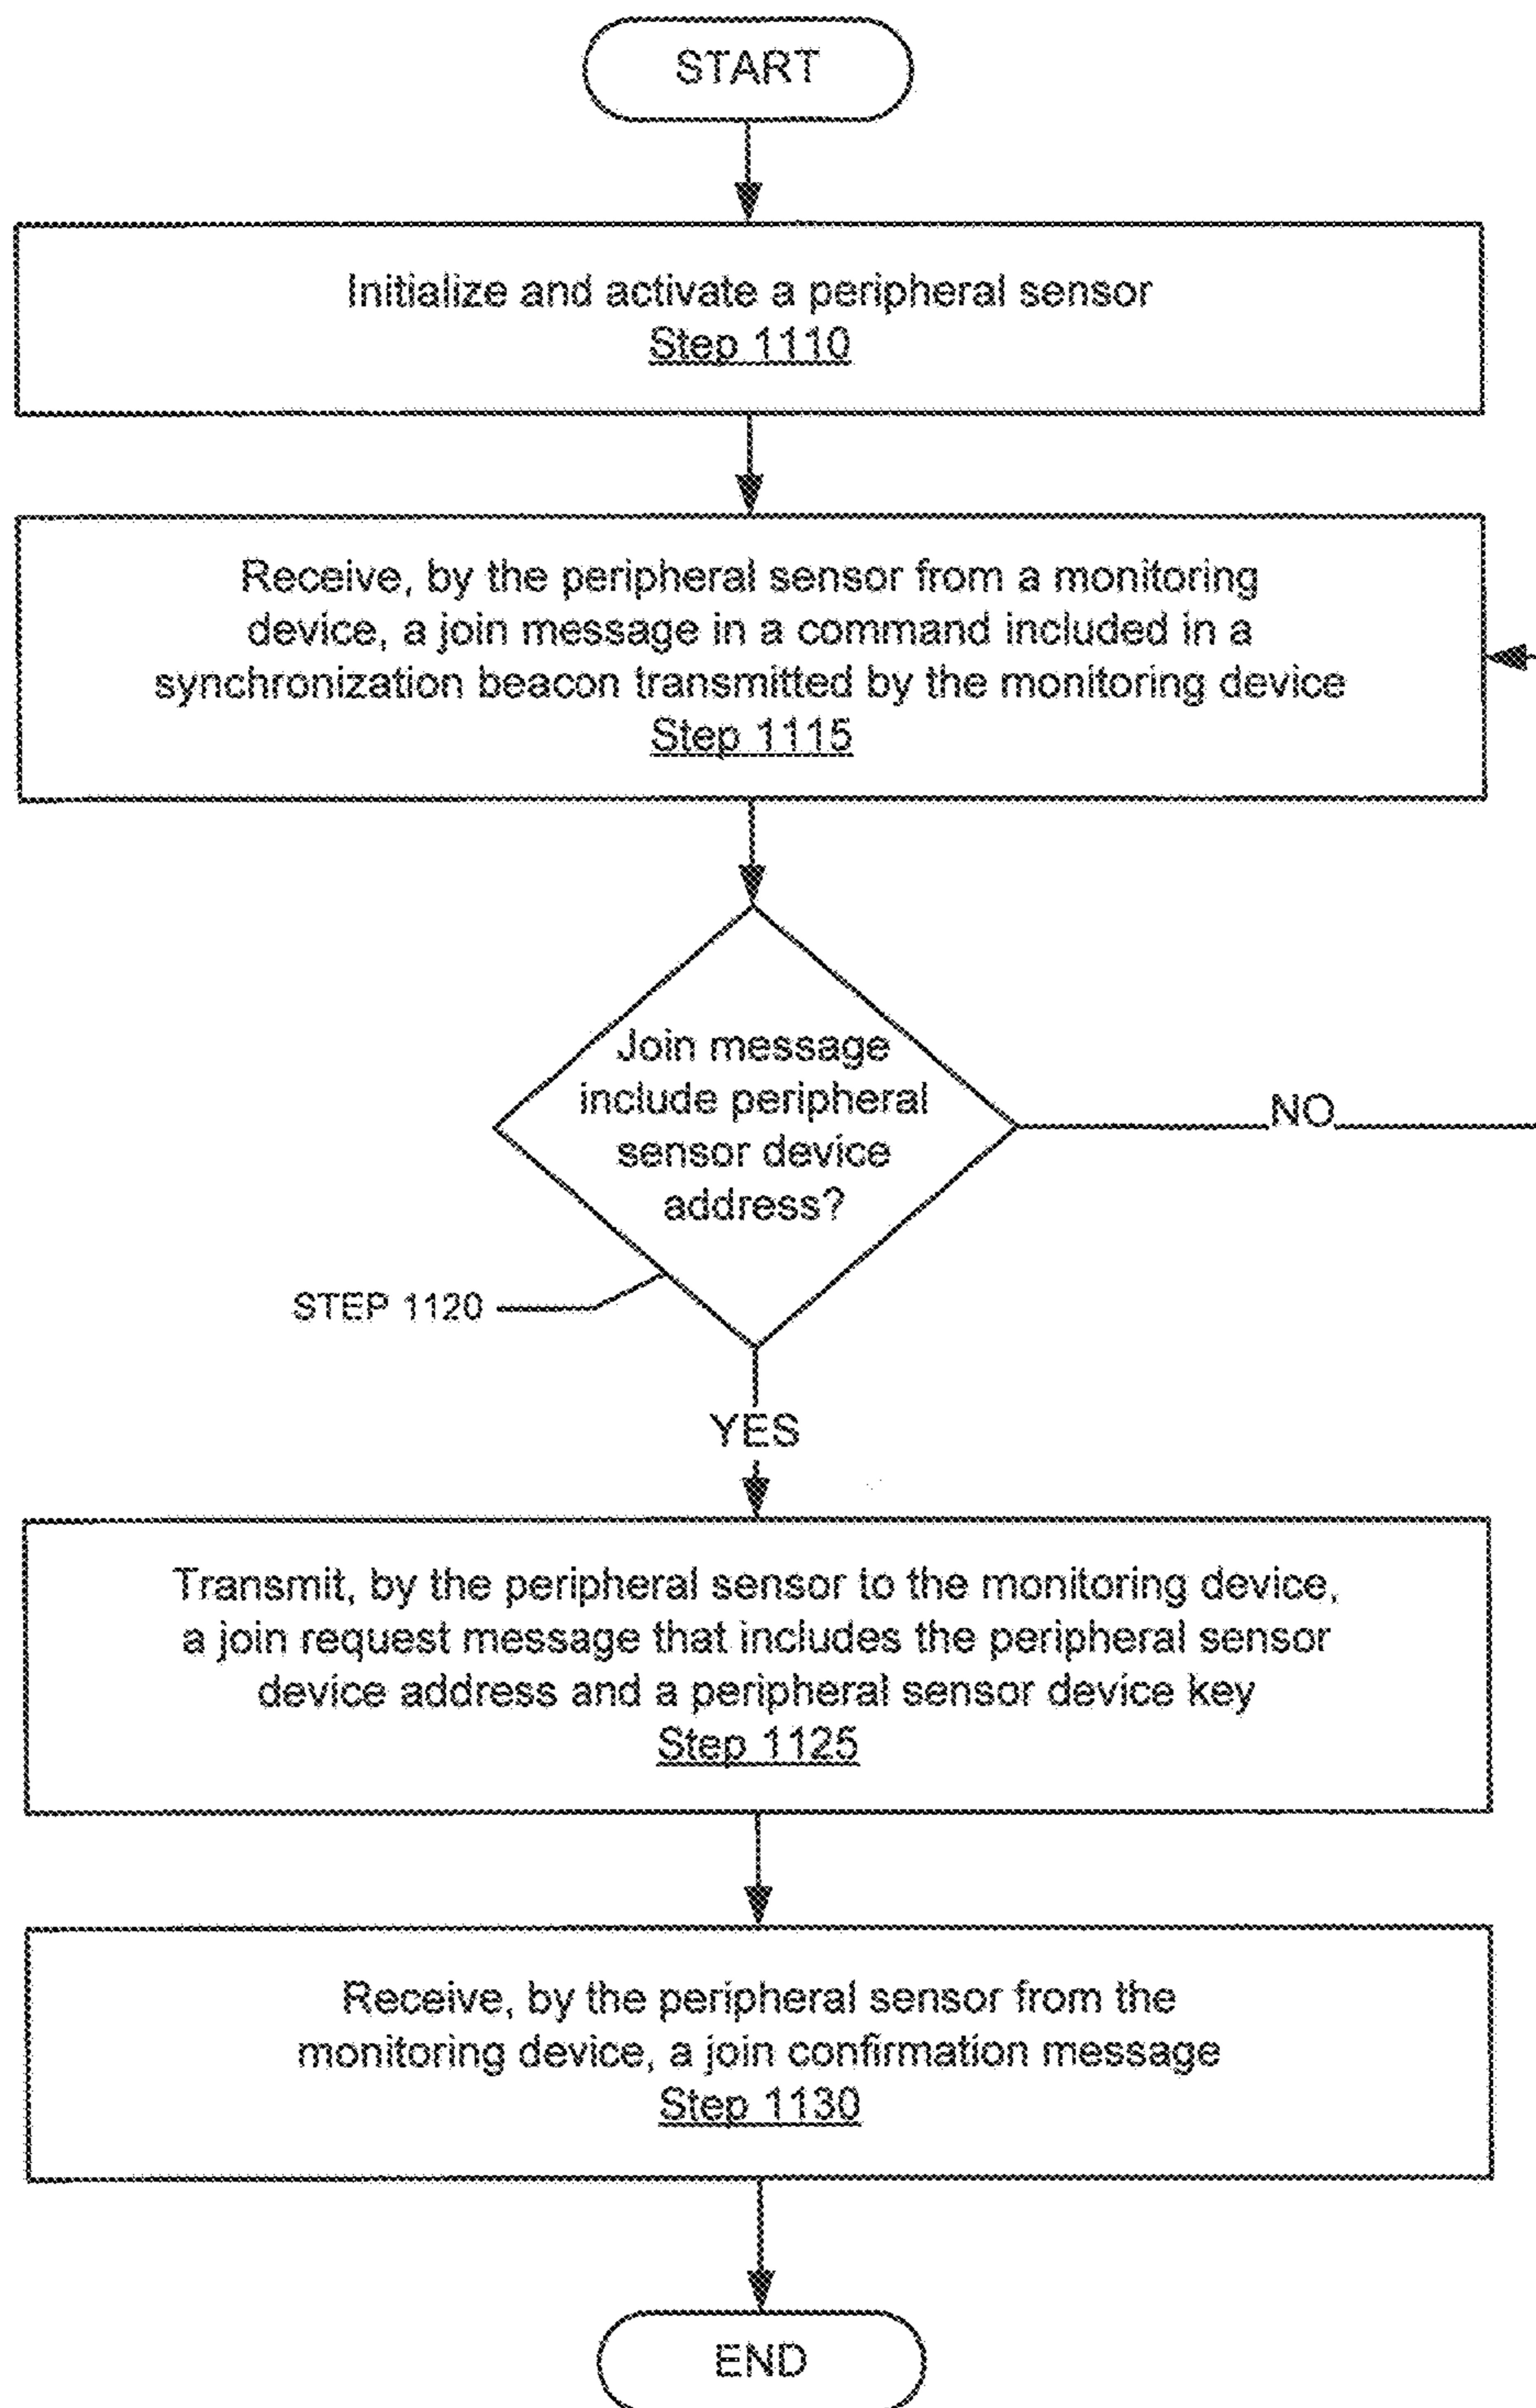 START
Initialize and activate a peripheral sensor
Step 1110
Receive, by the peripheral sensor from a monitoring
device, a join message in a command included in a
synchronization beacon transmitted by the monitoring device
Step 1115
Join message
include peripheral
sensor device
address?
NO
STEP 1120
YES
Transmit, by the peripheral sensor to the monitoring device,
a join request message that includes the peripheral sensor
device address and a peripheral sensor device key
Step 1125
Receive, by the peripheral sensor from the
monitoring device, a join confirmation message
Step 1130
END